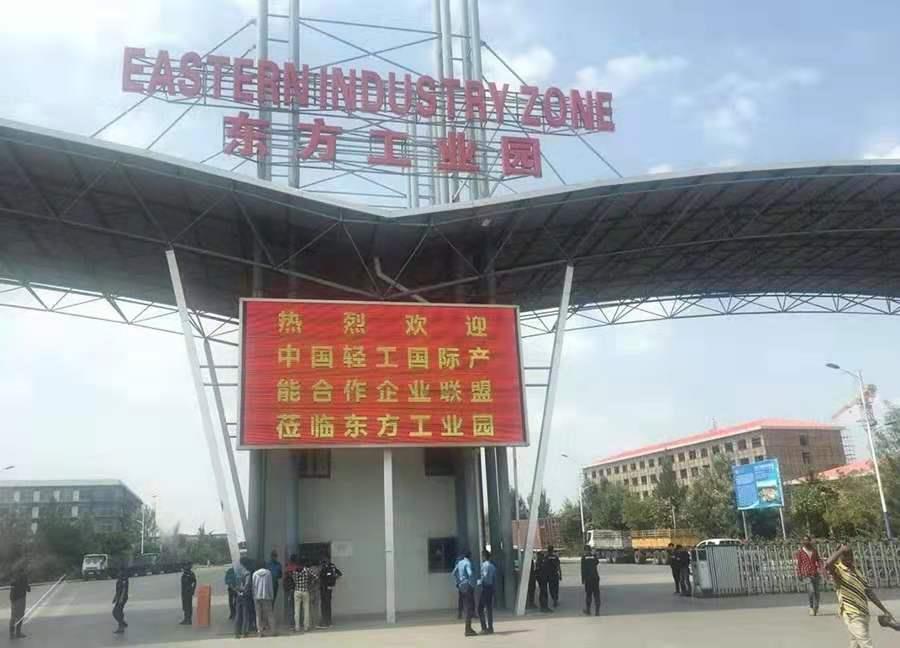 EASTERN INDUSTRY ZONE
东方工业园
热烈欢迎
中国轻工国际产
能合作企业联盟
莅临东方工业园